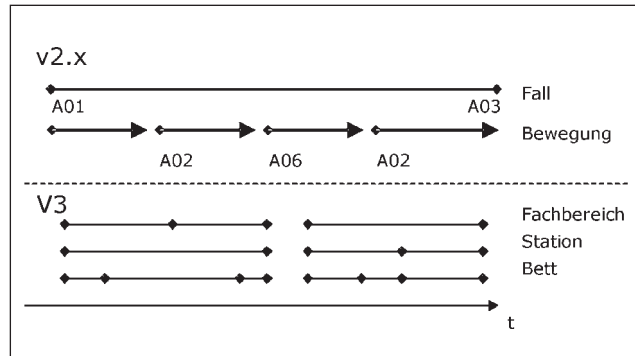 v2.x
A01 A03 Fall
Bewegung
A02 A06 A02
V3
Fachbereich
Station
Bett
t